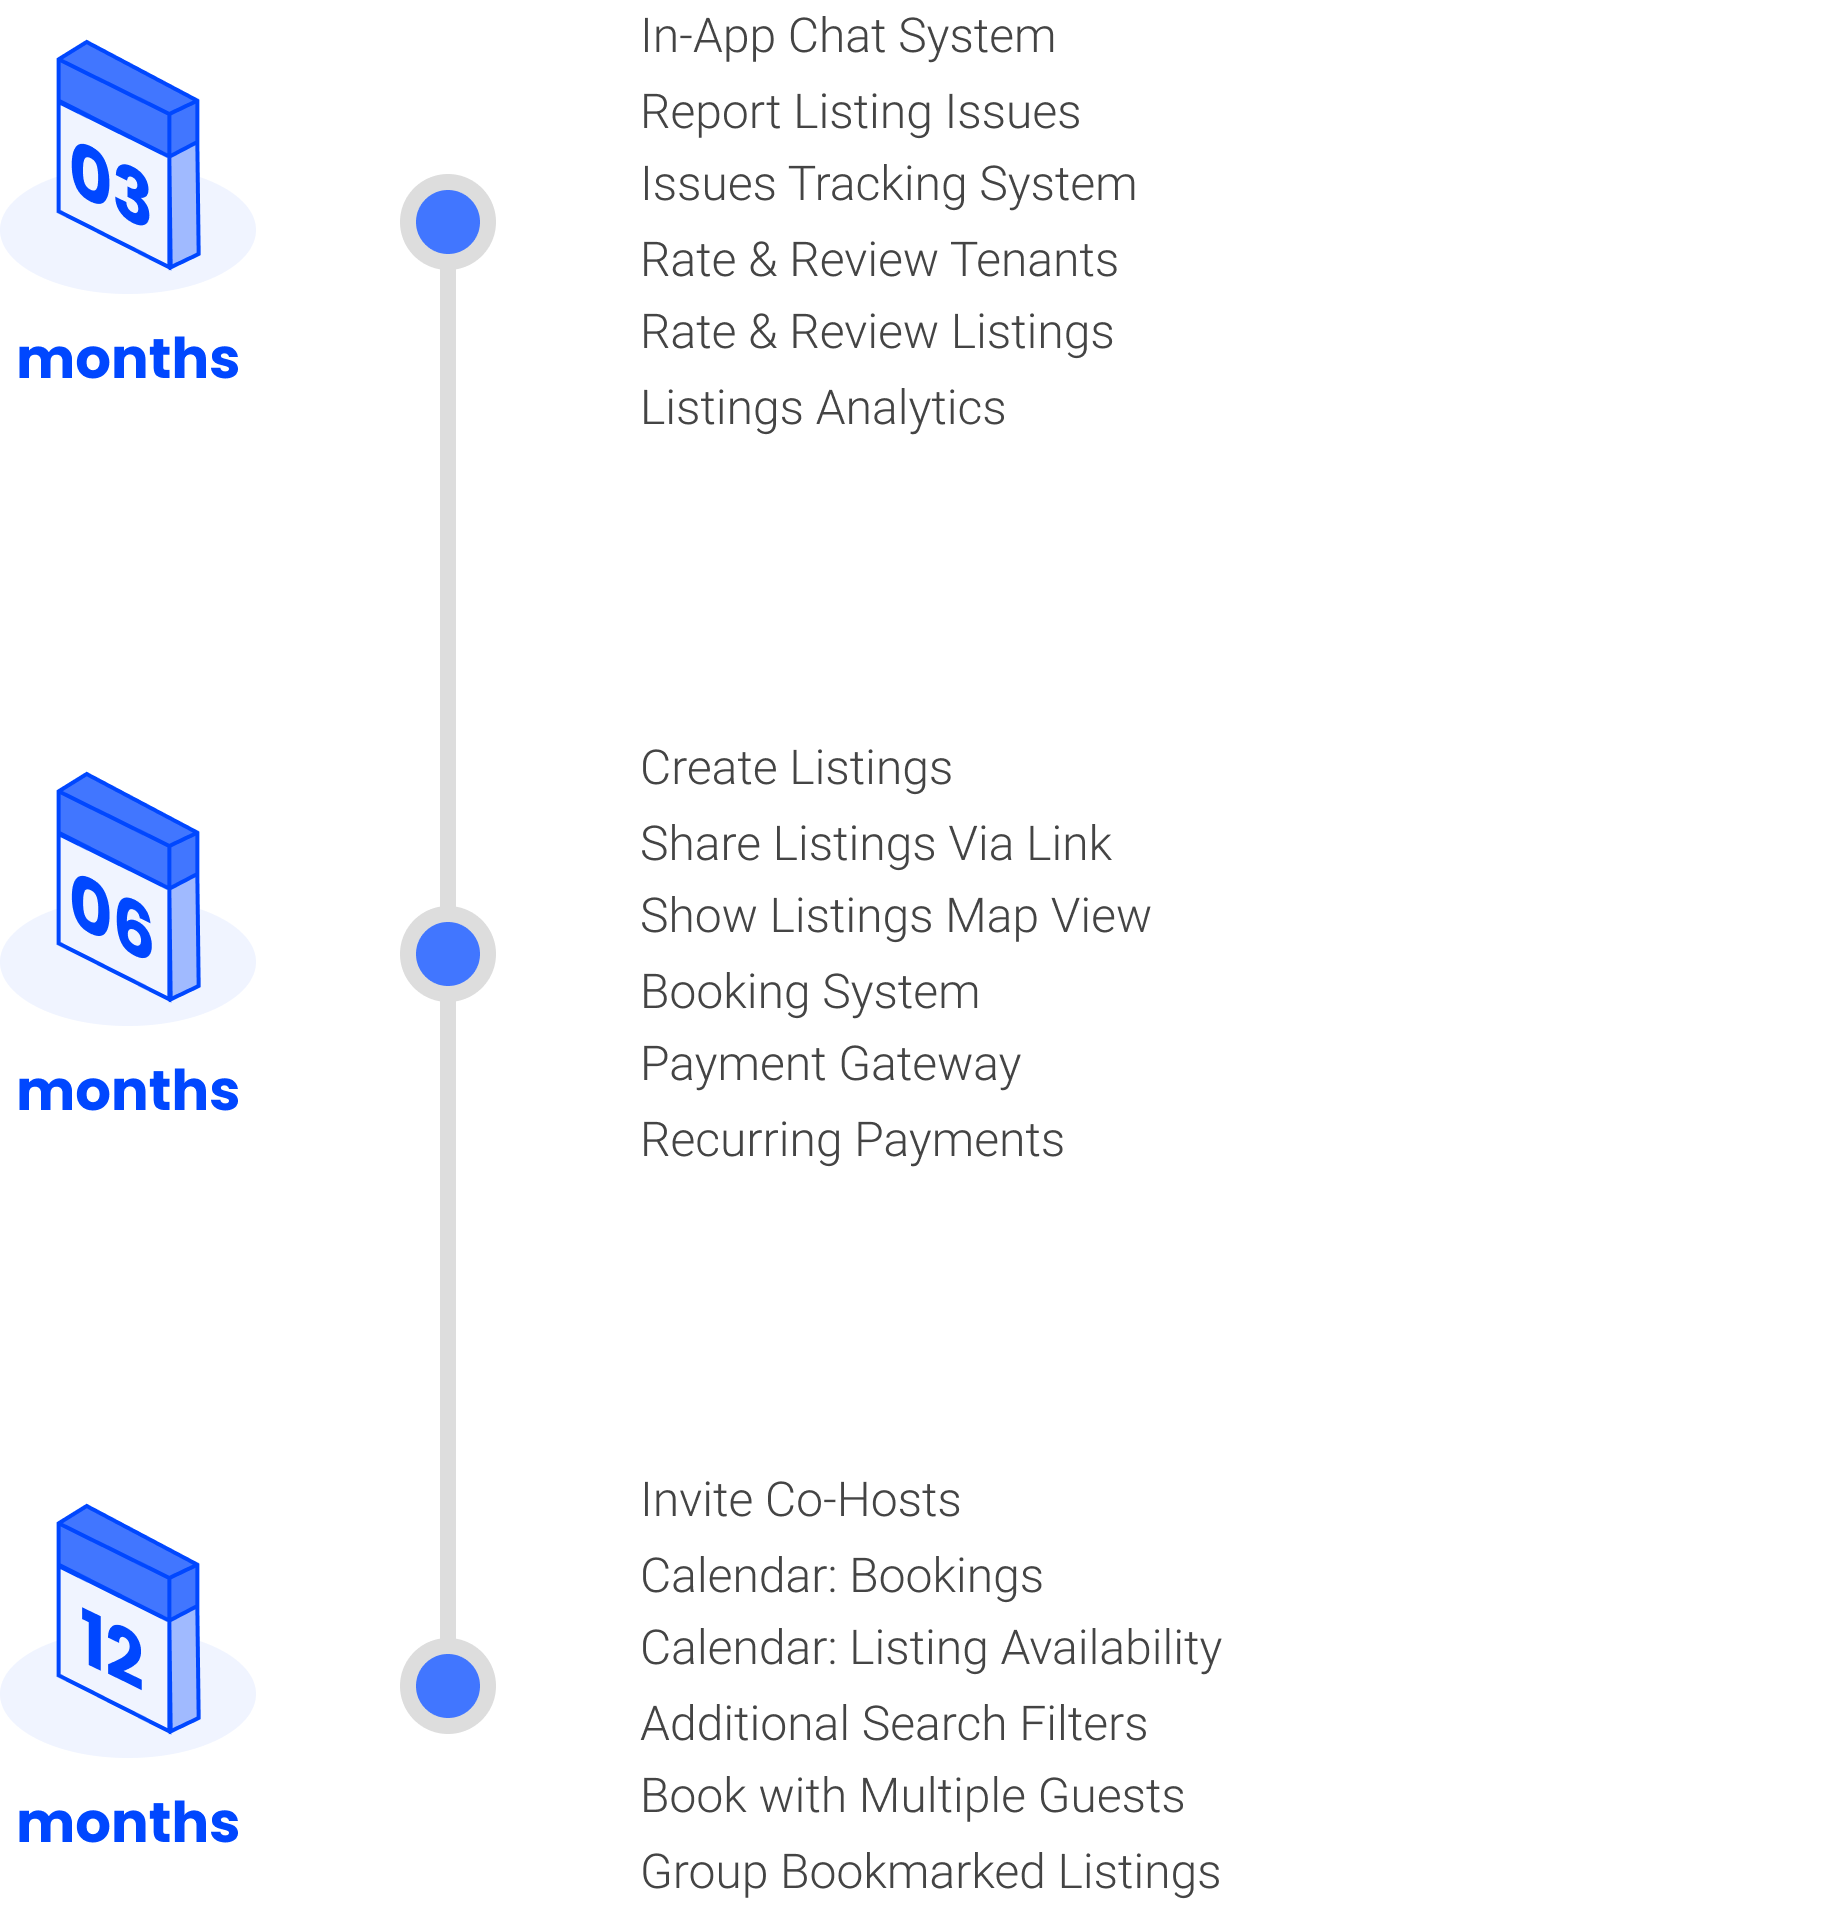 03
months
In-App Chat System
Report Listing Issues
Issues Tracking System
Rate & Review Tenants
Rate & Review Listings
Listings Analytics
06
months
Create Listings
Share Listings Via Link
Show Listings Map View
Booking System
Payment Gateway
Recurring Payments
12
months
Invite Co-Hosts
Calendar: Bookings
Calendar: Listing Availability
Additional Search Filters
Book with Multiple Guests
Group Bookmarked Listings